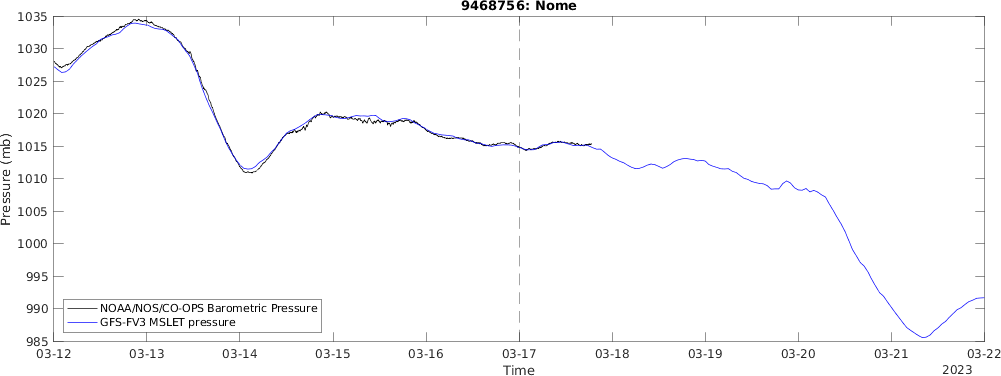 9468756: Nome
Pressure (mb)
1035
1030
1025
1020
1015
1010
1005
1000
995
990
985
NOAA/NOS/CO-OPS Barometric Pressure
GFS-FV3 MSLET pressure
03-12 03-13 03-14 03-15 03-16 03-17 03-18 03-19 03-20 03-21 03-22
Time
2023